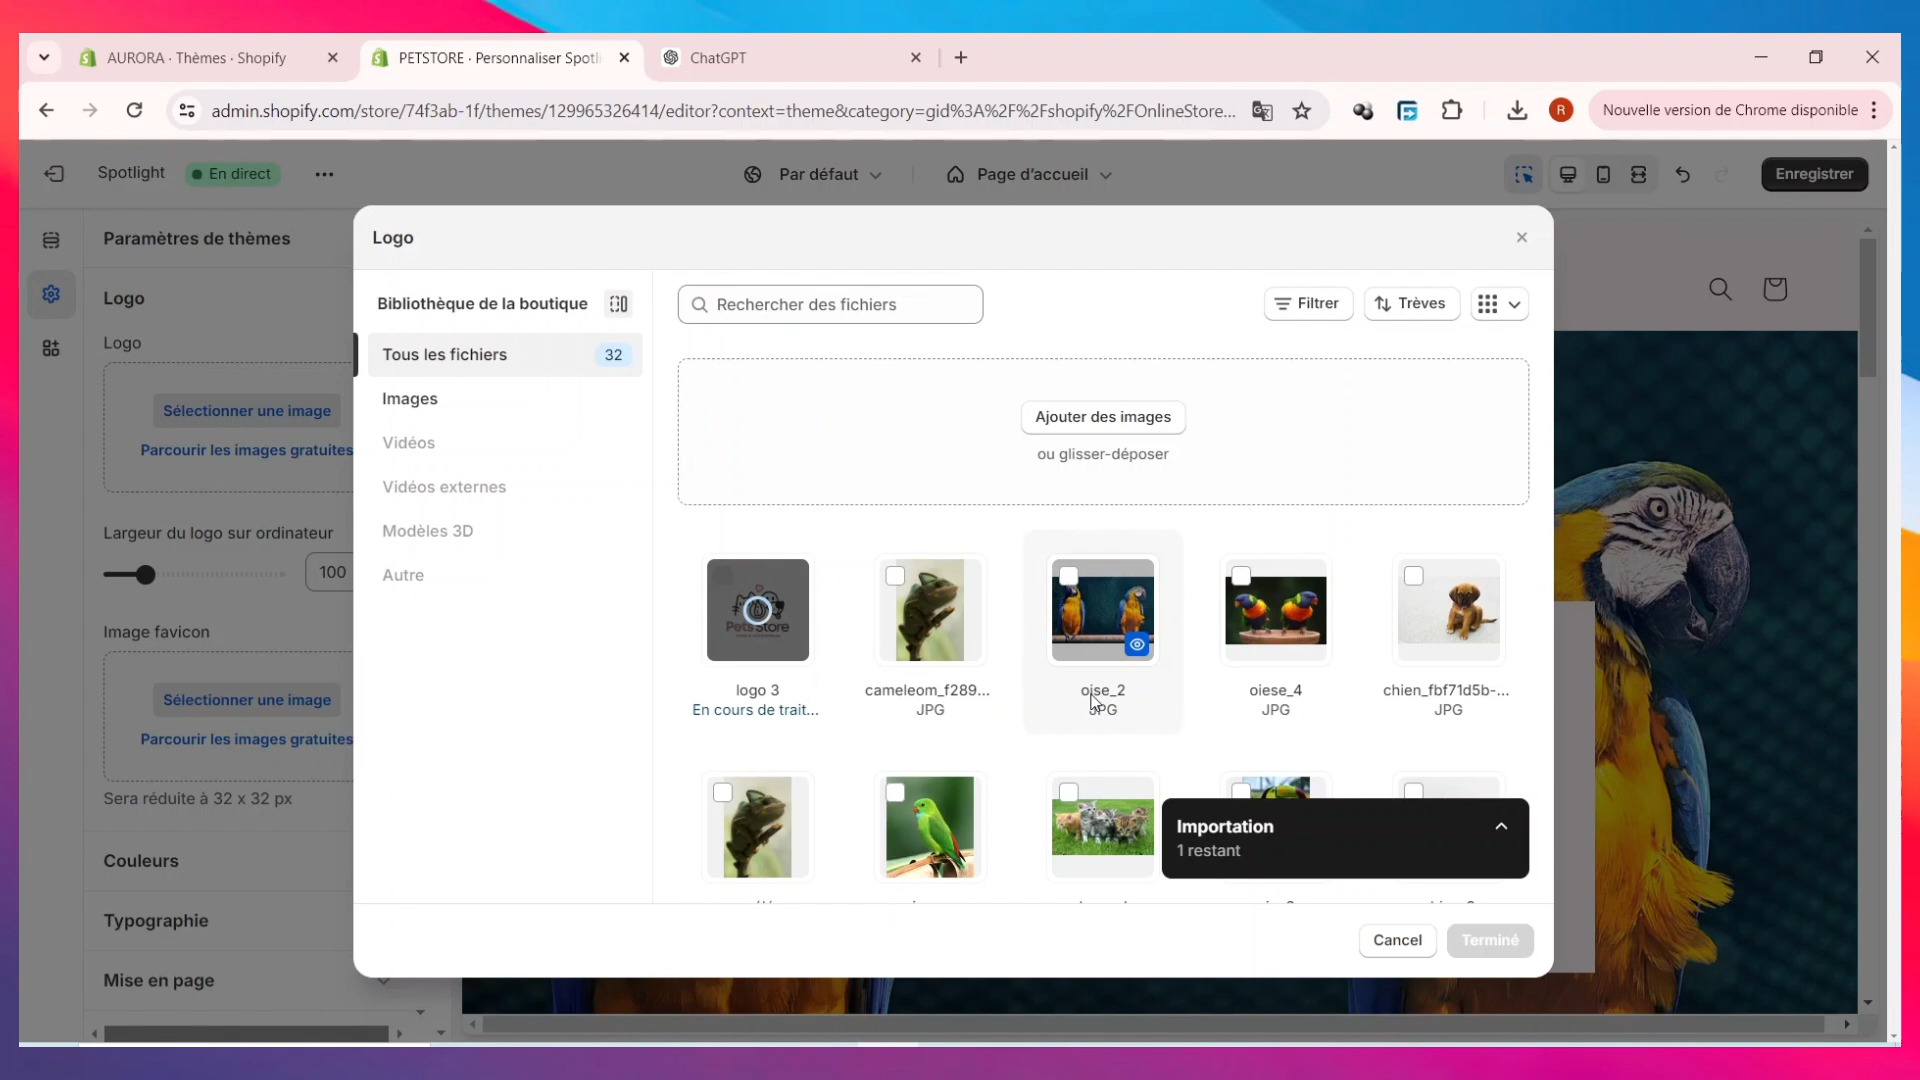 AURORA · Thèmes · Shopify
PETSTORE · Personnaliser Spotli
ChatGPT
admin.shopify.com/store/74f3ab-1f/themes/129965326414/editor?context=theme&category=gid%3A%2F%2Fshopify%2FOnlineStore...
R
Nouvelle version de Chrome disponible
Spotlight
En direct
Par défaut
Page d'accueil
Enregistrer
Paramètres de thèmes
Logo
Logo
Sélectionner une image
Parcourir les images gratuites
Largeur du logo sur ordinateur
100
Image favicon
Sélectionner une image
Parcourir les images gratuites
Sera réduite à 32 x 32 px
Couleurs
Typographie
Mise en page
Logo
Bibliothèque de la boutique
Tous les fichiers
32
Images
Vidéos
Vidéos externes
Modèles 3D
Autre
Rechercher des fichiers
Filtrer
Trèves
Ajouter des images
ou glisser-déposer
Pets Store
logo 3
En cours de trait...
cameleom_f289...
JPG
oise_2
JPG
oiese_4
JPG
chien_fbf71d5b-...
JPG
Importation
1 restant
Cancel
Terminé